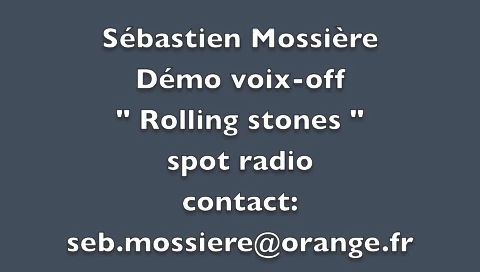 Sébastien Mossière
Démo voix-off
" Rolling stones "
spot radio
contact:
seb.mossiere@orange.fr